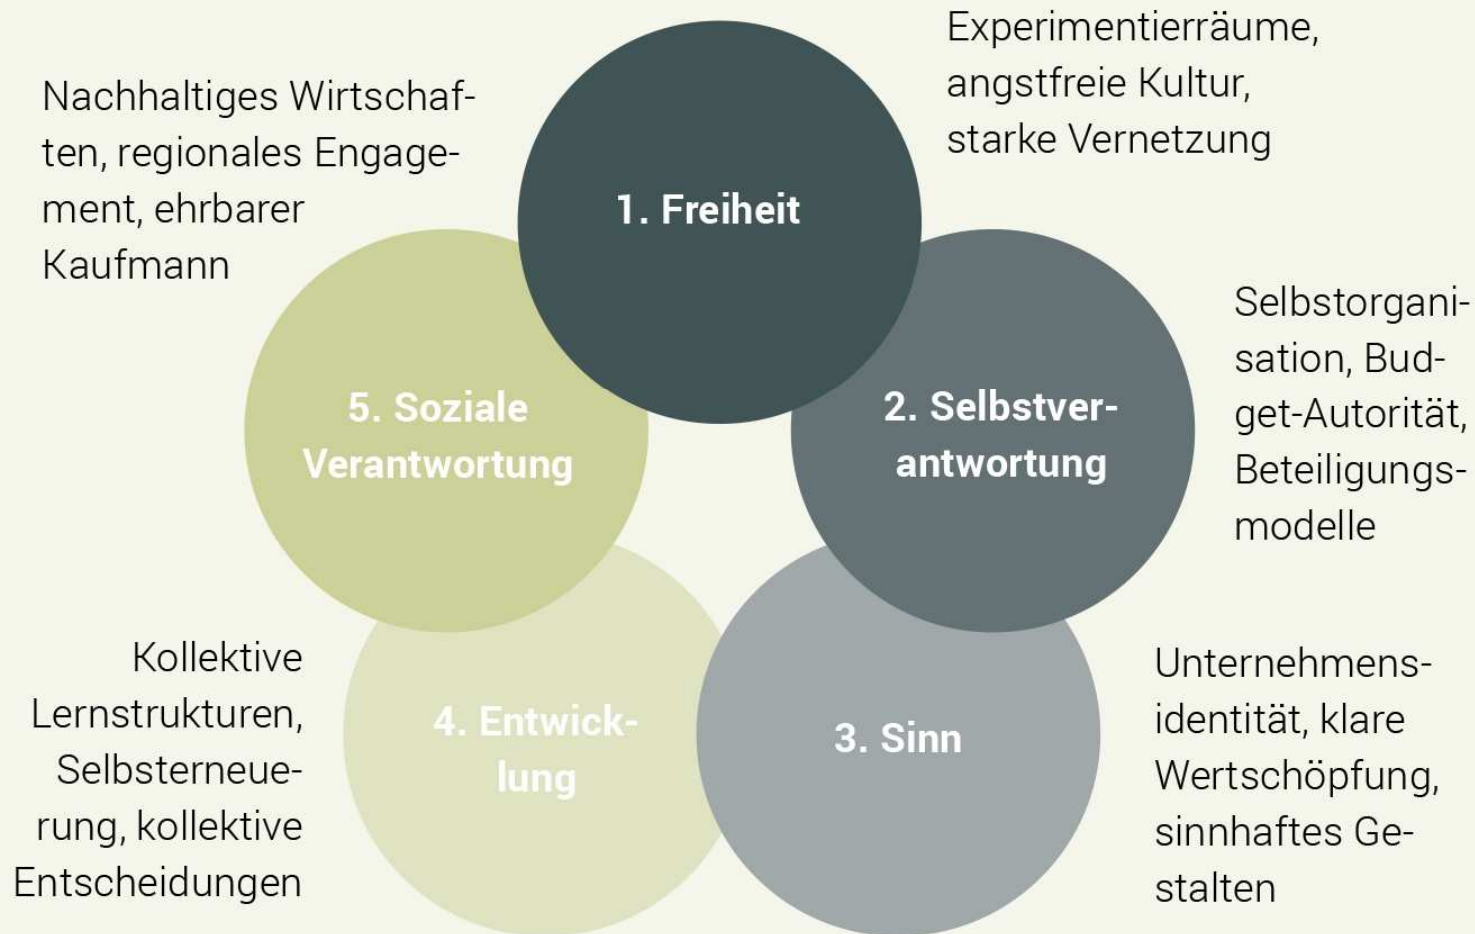 1. Freiheit
Experimentierräume,
angstfreie Kultur,
starke Vernetzung
2. Selbstver-
antwortung
Selbstorgani-
sation, Bud-
get-Autorität,
Beteiligungs-
modelle
3. Sinn
Unternehmens-
identität, klare
Wertschöpfung,
sinnhaftes Ge-
stalten
4. Entwick-
lung
Kollektive
Lernstrukturen,
Selbsterneue-
rung, kollektive
Entscheidungen
5. Soziale
Verantwortung
Nachhaltiges Wirtschaf-
ten, regionales Engage-
ment, ehrbarer
Kaufmann